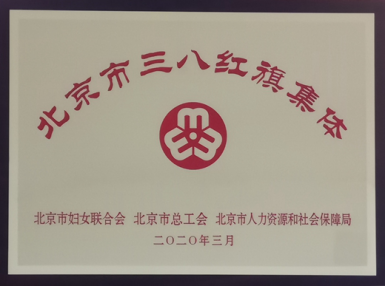 北京市三八红旗集体
北京市妇女联合会 北京市总工会 北京市人力资源和社会保障局
二〇二〇年三月